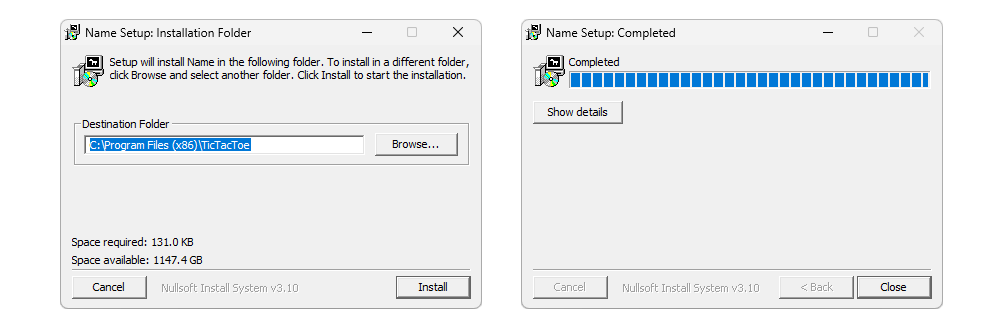 Name Setup: Installation Folder
Setup will install Name in the following folder. To install in a different folder,
click Browse and select another folder. Click Install to start the installation.
Destination Folder
C:\Program Files (x86)\TicTacToe
Browse...
Space required: 131.0 KB
Space available: 1147.4 GB
Cancel
Nullsoft Install System v3.10
Install
Name Setup: Completed
Completed
Show details
Cancel
Nullsoft Install System v3.10
< Back
Close